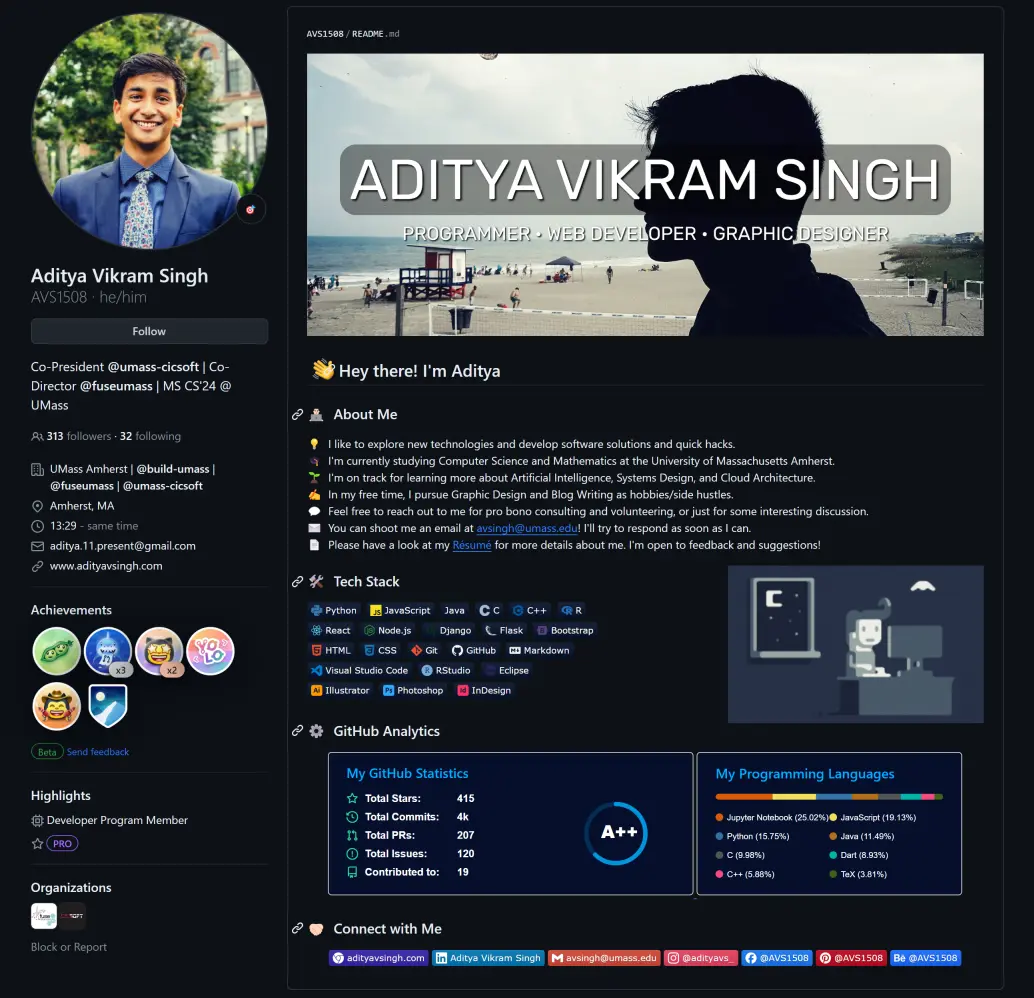 Aditya Vikram Singh
AVS1508 · he/him
Follow
Co-President @umass-cicsoft | Co-
Director @fuseumass | MS CS'24 @
UMass
313 followers · 32 following
UMass Amherst | @build-umass |
@fuseumass | @umass-cicsoft
Amherst, MA
13:29 - same time
aditya.11.present@gmail.com
www.adityavsingh.com
Achievements
x3
x2
YOLO
Beta Send feedback
Highlights
Developer Program Member
PRO
Organizations
fuse
Block or Report
AVS1508 / README.md
ADITYA VIKRAM SINGH
PROGRAMMER • WEB DEVELOPER • GRAPHIC DESIGNER
Hey there! I'm Aditya
About Me
I like to explore new technologies and develop software solutions and quick hacks.
I'm currently studying Computer Science and Mathematics at the University of Massachusetts Amherst.
I'm on track for learning more about Artificial Intelligence, Systems Design, and Cloud Architecture.
In my free time, I pursue Graphic Design and Blog Writing as hobbies/side hustles.
Feel free to reach out to me for pro bono consulting and volunteering, or just for some interesting discussion.
You can shoot me an email at avsingh@umass.edu! I'll try to respond as soon as I can.
Please have a look at my Résumé for more details about me. I'm open to feedback and suggestions!
Tech Stack
Python JS JavaScript Java C C C++ R R
React Node.js Django Flask Bootstrap
HTML CSS Git GitHub Markdown
Visual Studio Code R RStudio Eclipse
Ai Illustrator Ps Photoshop Id InDesign
GitHub Analytics
My GitHub Statistics
Total Stars: 415
Total Commits: 4k
Total PRs: 207
Total Issues: 120
Contributed to: 19
A++
My Programming Languages
Jupyter Notebook (25.02%) JavaScript (19.13%)
Python (15.75%) Java (11.49%)
C (9.98%) Dart (8.93%)
C++ (5.88%) TeX (3.81%)
Connect with Me
adityavsingh.com in Aditya Vikram Singh avsingh@umass.edu @adityavs_ @AVS1508 @AVS1508 Bē @AVS1508